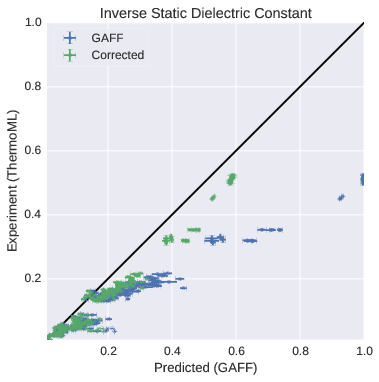 Inverse Static Dielectric Constant
GAFF
Corrected
Experiment (ThermoML)
1.0
0.8
0.6
0.4
0.2
0.2 0.4 0.6 0.8 1.0
Predicted (GAFF)